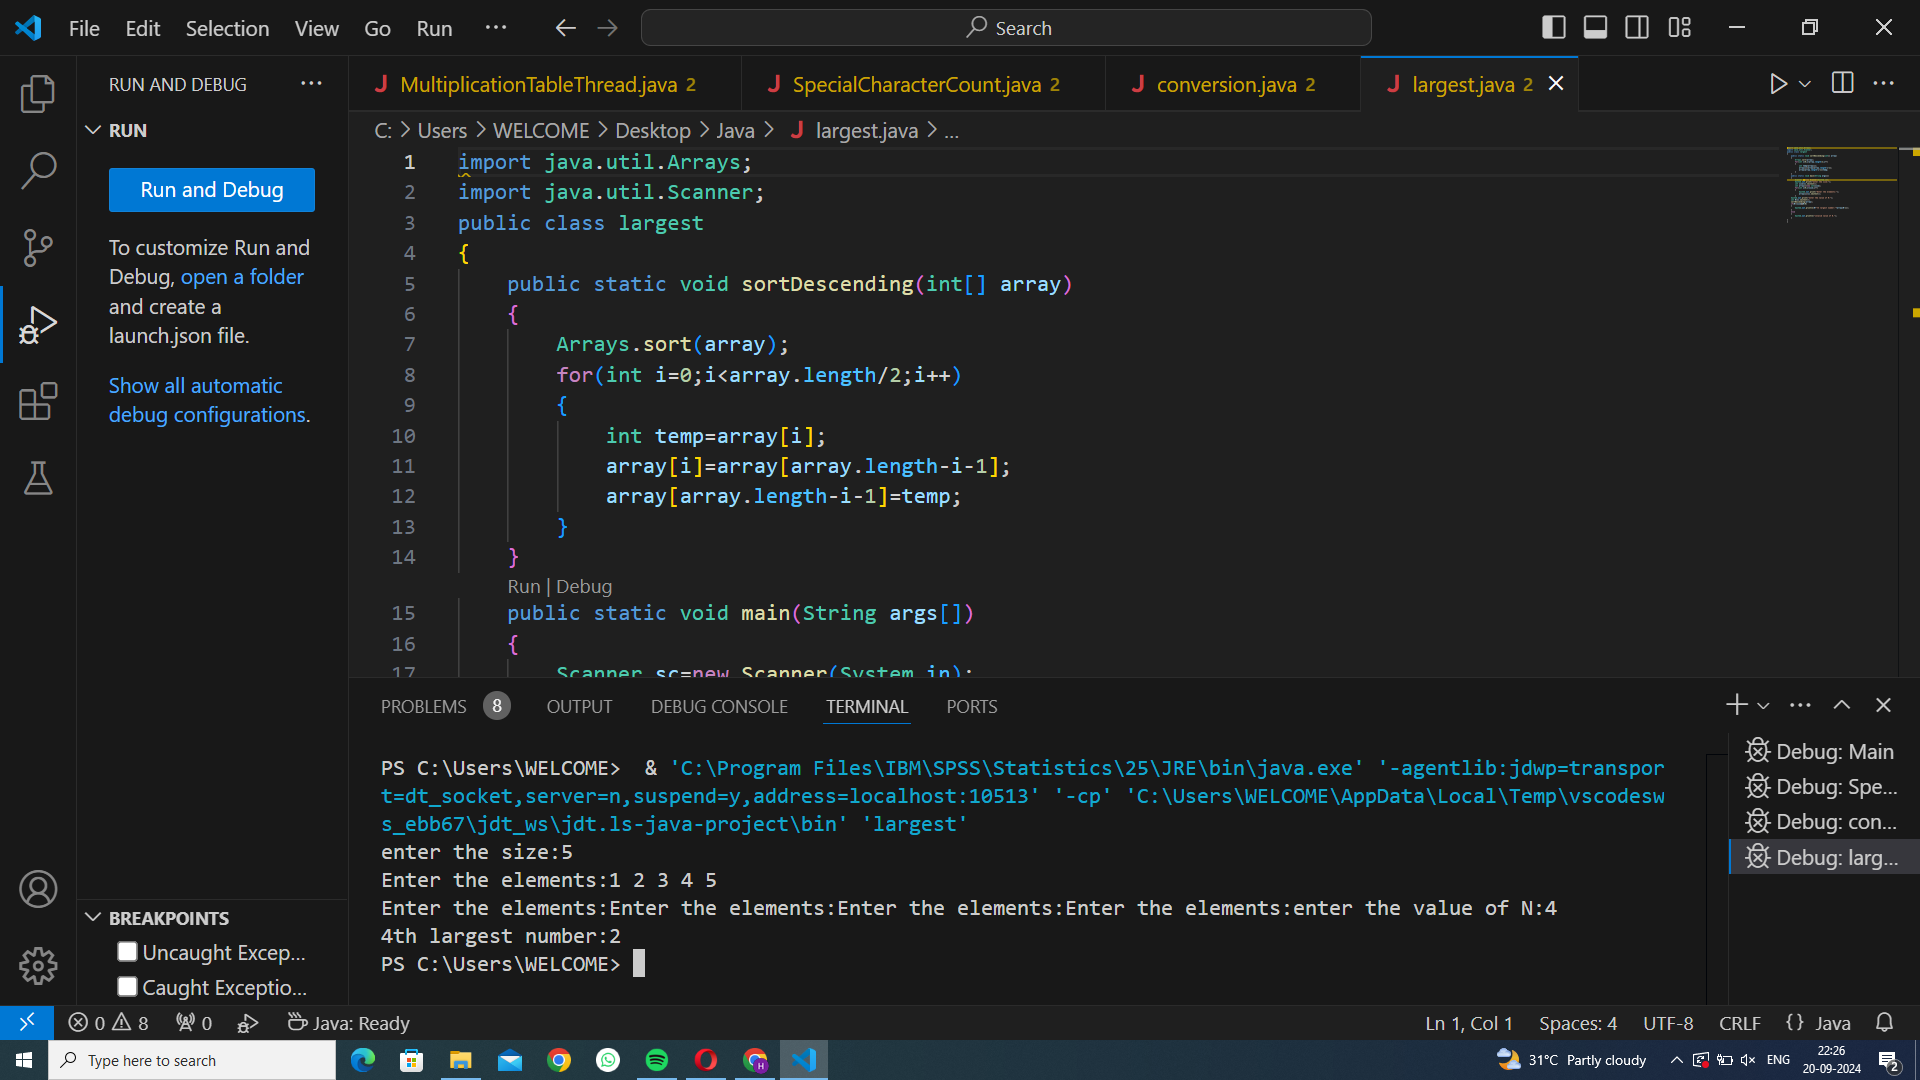 File Edit Selection View Go Run ··· Search
RUN AND DEBUG ···
RUN
Run and Debug
To customize Run and
Debug, open a folder
and create a
launch.json file.
Show all automatic
debug configurations.
BREAKPOINTS
Uncaught Excep...
Caught Exceptio...
J MultiplicationTableThread.java 2 J SpecialCharacterCount.java 2 J conversion.java 2 J largest.java 2
C: > Users > WELCOME > Desktop > Java > J largest.java > ...
1 import java.util.Arrays;
2 import java.util.Scanner;
3 public class largest
4 {
5 public static void sortDescending(int[] array)
6 {
7 Arrays.sort(array);
8 for(int i=0;i<array.length/2;i++)
9 {
10 int temp=array[i];
11 array[i]=array[array.length-i-1];
12 array[array.length-i-1]=temp;
13 }
14 }
Run | Debug
15 public static void main(String args[])
16 {
17 Scanner sc=new Scanner(System.in);
PROBLEMS 8 OUTPUT DEBUG CONSOLE TERMINAL PORTS
PS C:\Users\WELCOME>  & 'C:\Program Files\IBM\SPSS\Statistics\25\JRE\bin\java.exe' '-agentlib:jdwp=transpor
t=dt_socket,server=n,suspend=y,address=localhost:10513' '-cp' 'C:\Users\WELCOME\AppData\Local\Temp\vscodesw
s_ebb67\jdt_ws\jdt.ls-java-project\bin' 'largest'
enter the size:5
Enter the elements:1 2 3 4 5
Enter the elements:Enter the elements:Enter the elements:Enter the elements:enter the value of N:4
4th largest number:2
PS C:\Users\WELCOME>
Debug: Main
Debug: Spe...
Debug: con...
Debug: larg...
0 8 0 Java: Ready Ln 1, Col 1 Spaces: 4 UTF-8 CRLF {} Java
Type here to search 31°C Partly cloudy ENG 22:26
20-09-2024 2